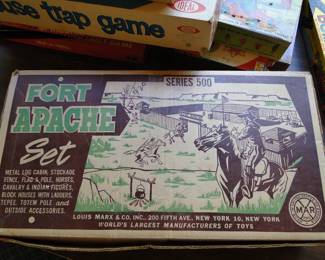 use trap game
IDEAL
SERIES 500
FORT
APACHE
Set
METAL LOG CABIN, STOCKADE
FENCE, FLAG & POLE, HORSES,
CAVALRY & INDIAN FIGURES,
BLOCK HOUSES WITH LADDERS,
TEPEE, TOTEM POLE and
OUTSIDE ACCESSORIES.
MAR
LOUIS MARX & CO. INC. 200 FIFTH AVE. NEW YORK 10, NEW YORK
WORLD'S LARGEST MANUFACTURERS OF TOYS